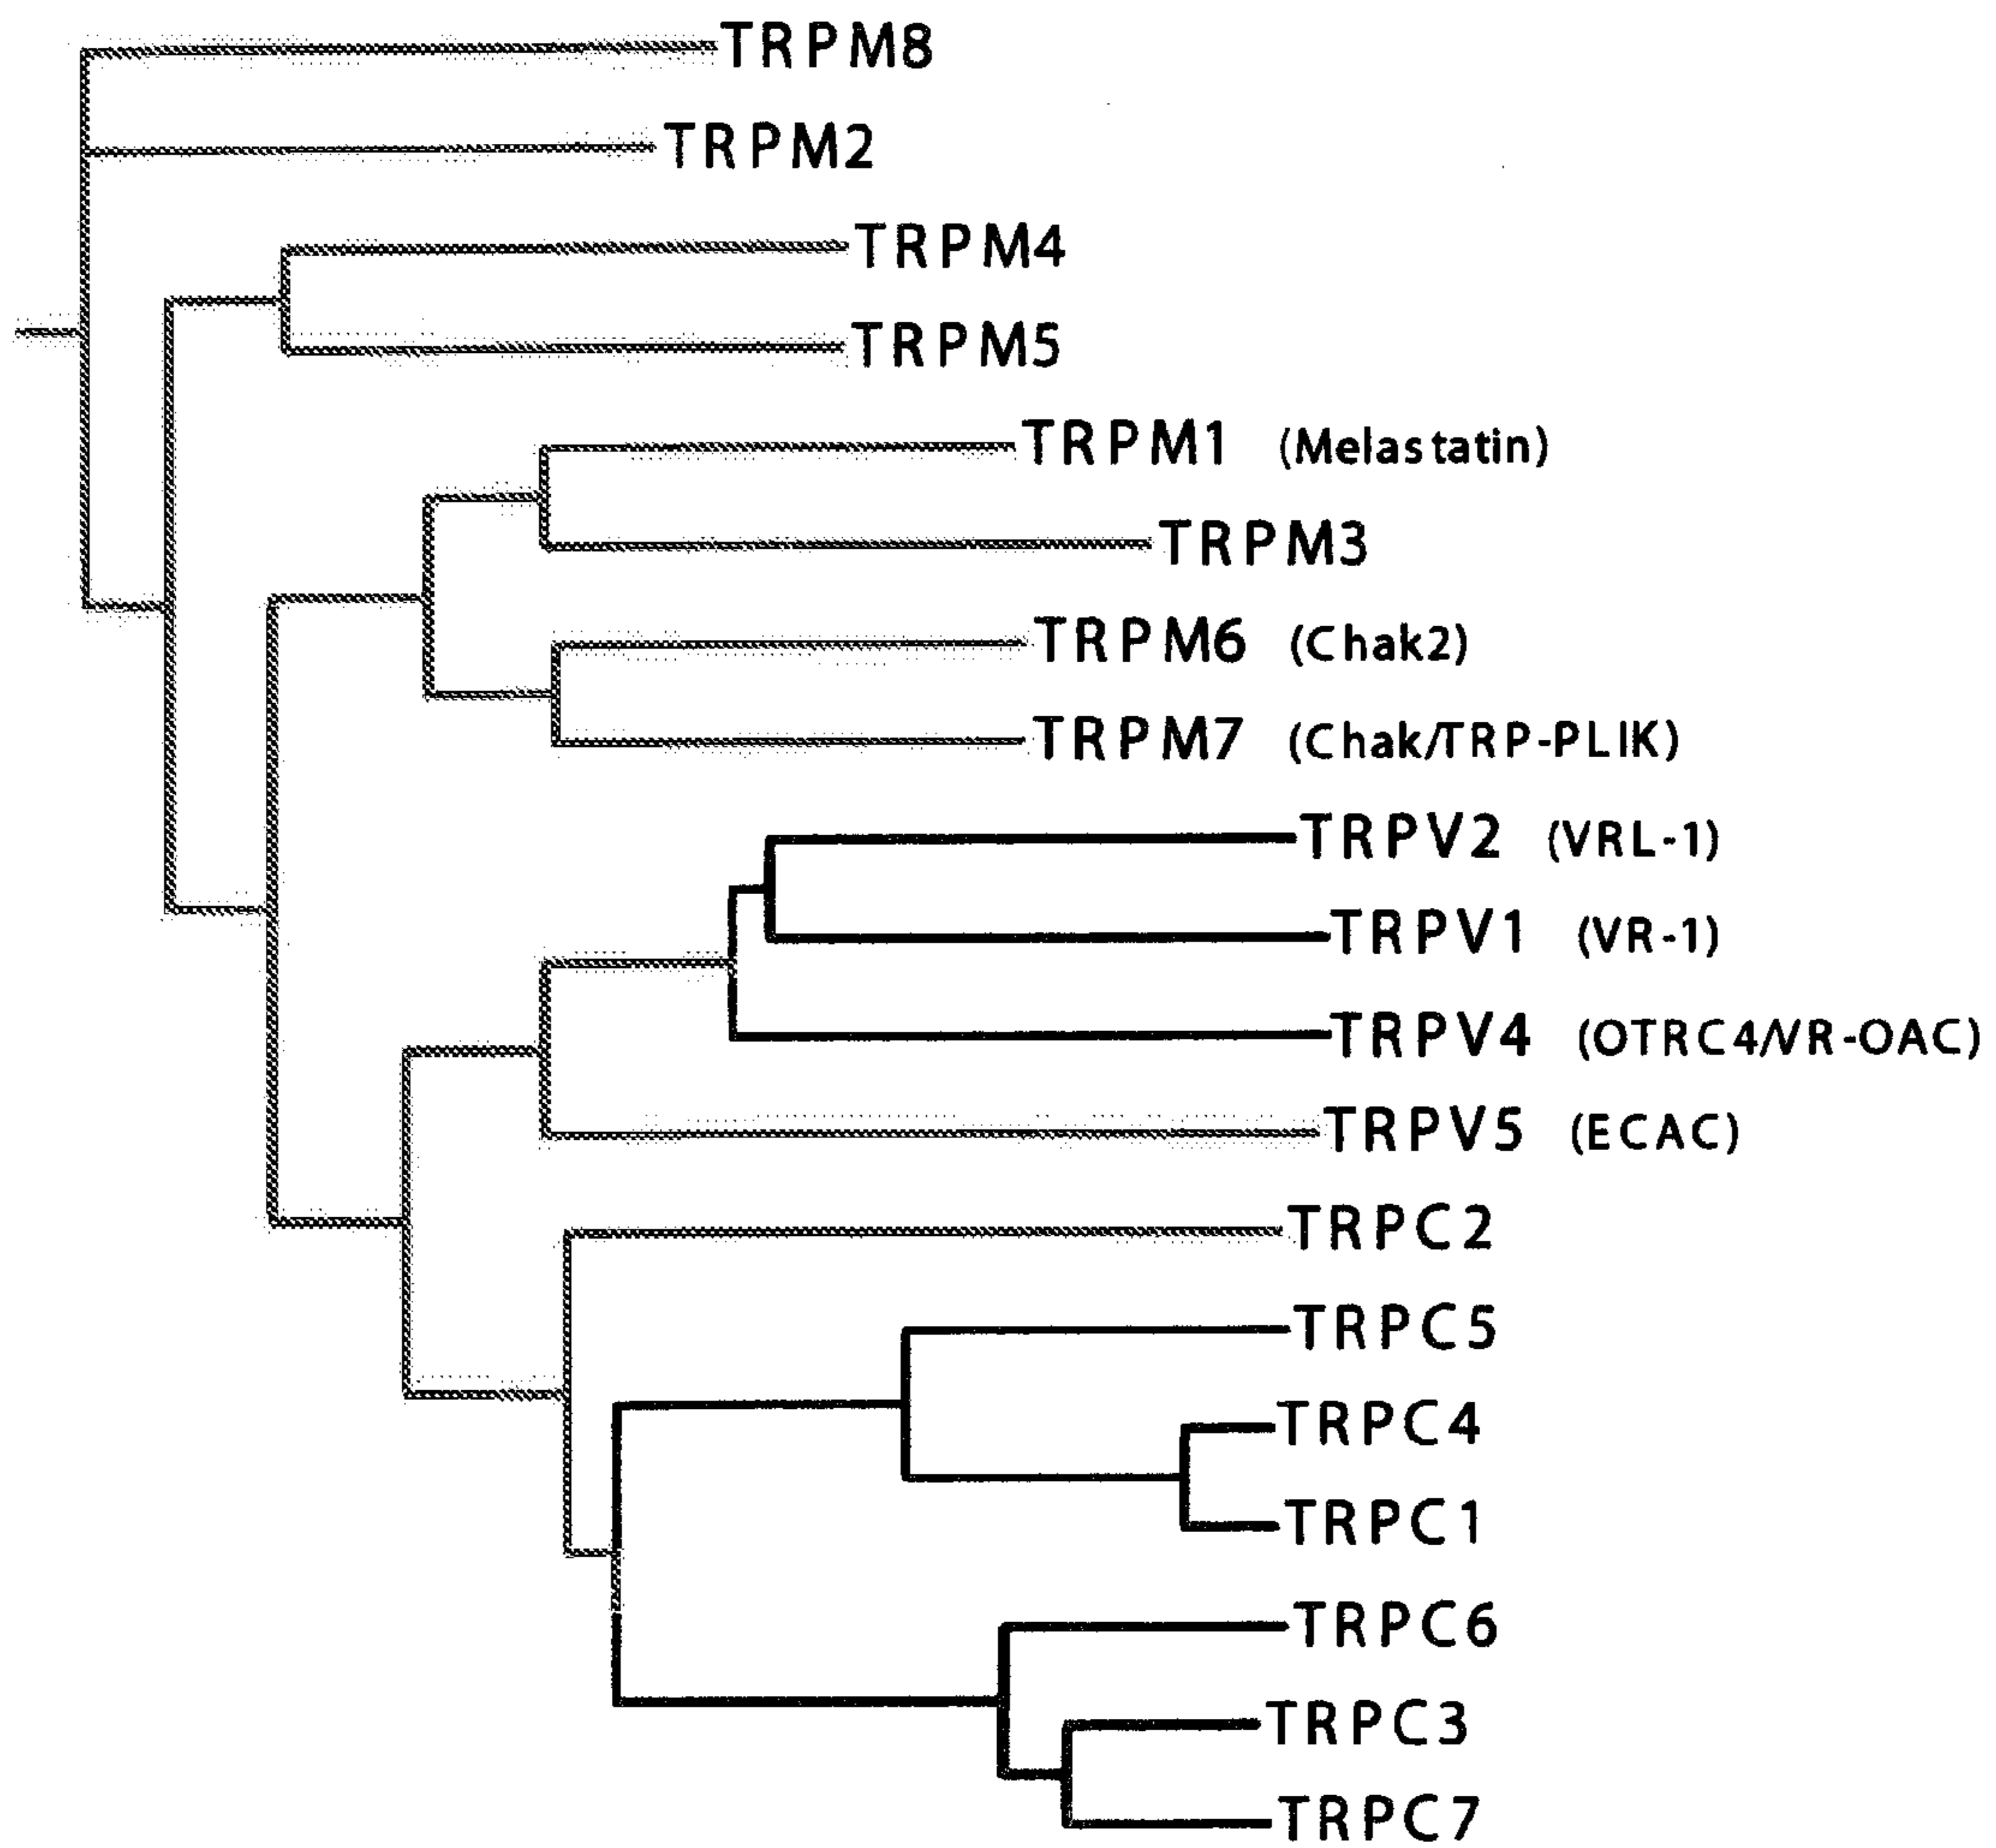 TRPM8
TRPM2
TRPM4
TRPM5
TRPM1 (Melastatin)
TRPM3
TRPM6 (Chak2)
TRPM7 (Chak/TRP-PLIK)
TRPV2 (VRL-1)
TRPV1 (VR-1)
TRPV4 (OTRC4/VR-OAC)
TRPV5 (ECAC)
TRPC2
TRPC5
TRPC4
TRPC1
TRPC6
TRPC3
TRPC7